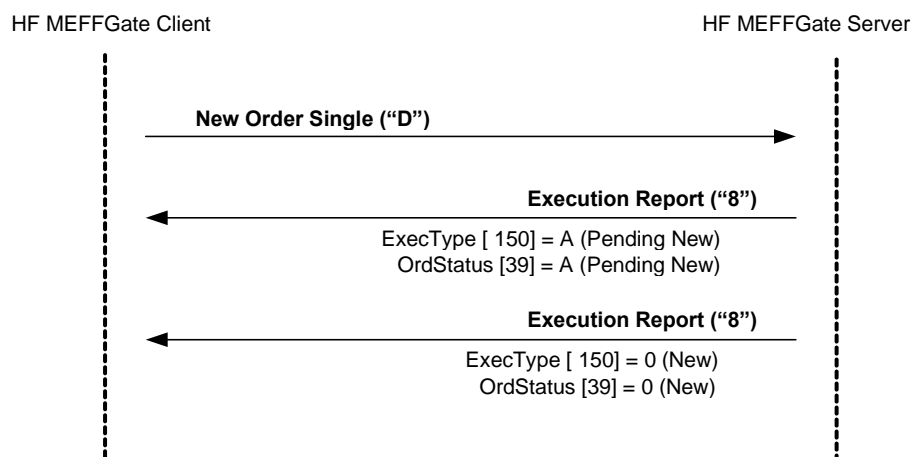 HF MEFFGate Client
HF MEFFGate Server
New Order Single (“D”)
Execution Report (“8”)
ExecType [ 150] = A (Pending New)
OrdStatus [39] = A (Pending New)
Execution Report (“8”)
ExecType [ 150] = 0 (New)
OrdStatus [39] = 0 (New)